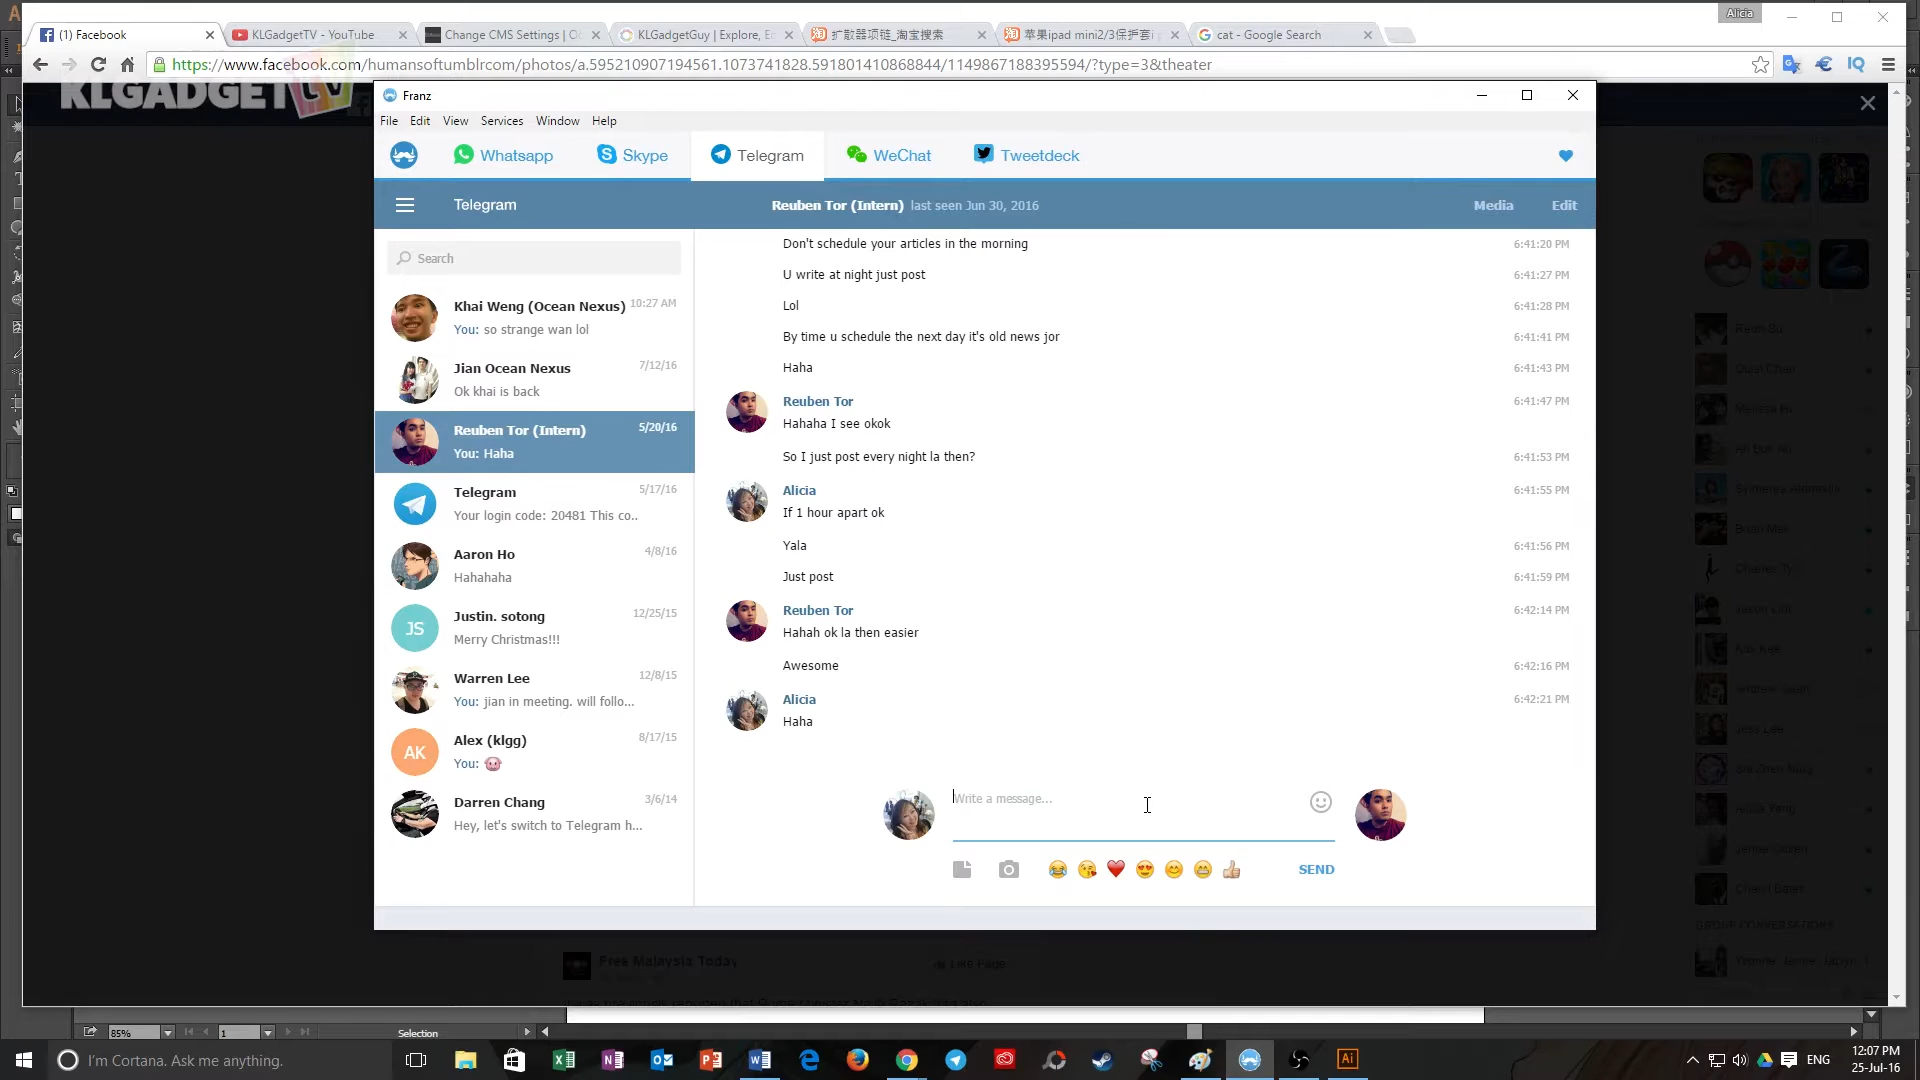 Alicia
(1) Facebook
KLGadgetTV - YouTube
Change CMS Settings | Oc
KLGadgetGuy | Explore, E
扩散器项链_淘宝搜索
苹果ipad mini2/3保护套i
cat - Google Search
https://www.facebook.com/humansoftumblrcom/photos/a.595210907194561.1073741828.591801410868844/1149867188395594/?type=3&theater
KLGADGET TV
Franz
File Edit View Services Window Help
Whatsapp
Skype
Telegram
WeChat
Tweetdeck
Telegram
Reuben Tor (Intern) last seen Jun 30, 2016
Media
Edit
Search
Khai Weng (Ocean Nexus) 10:27 AM
You: so strange wan lol
Jian Ocean Nexus 7/12/16
Ok khai is back
Reuben Tor (Intern) 5/20/16
You: Haha
Telegram 5/17/16
Your login code: 20481 This co..
Aaron Ho 4/8/16
Hahahaha
JS
Justin. sotong 12/25/15
Merry Christmas!!!
Warren Lee 12/8/15
You: jian in meeting. will follo...
AK
Alex (klgg) 8/17/15
You: 🐷
Darren Chang 3/6/14
Hey, let's switch to Telegram h...
Don't schedule your articles in the morning 6:41:20 PM
U write at night just post 6:41:27 PM
Lol 6:41:28 PM
By time u schedule the next day it's old news jor 6:41:41 PM
Haha 6:41:43 PM
Reuben Tor 6:41:47 PM
Hahaha I see okok
So I just post every night la then? 6:41:53 PM
Alicia 6:41:55 PM
If 1 hour apart ok
Yala 6:41:56 PM
Just post 6:41:59 PM
Reuben Tor 6:42:14 PM
Hahah ok la then easier
Awesome 6:42:16 PM
Alicia 6:42:21 PM
Haha
Write a message...
SEND
Free Malaysia Today
Like Page
GROUP CONVERSATIONS
85%
1
Selection
I'm Cortana. Ask me anything.
ENG
12:07 PM
25-Jul-16